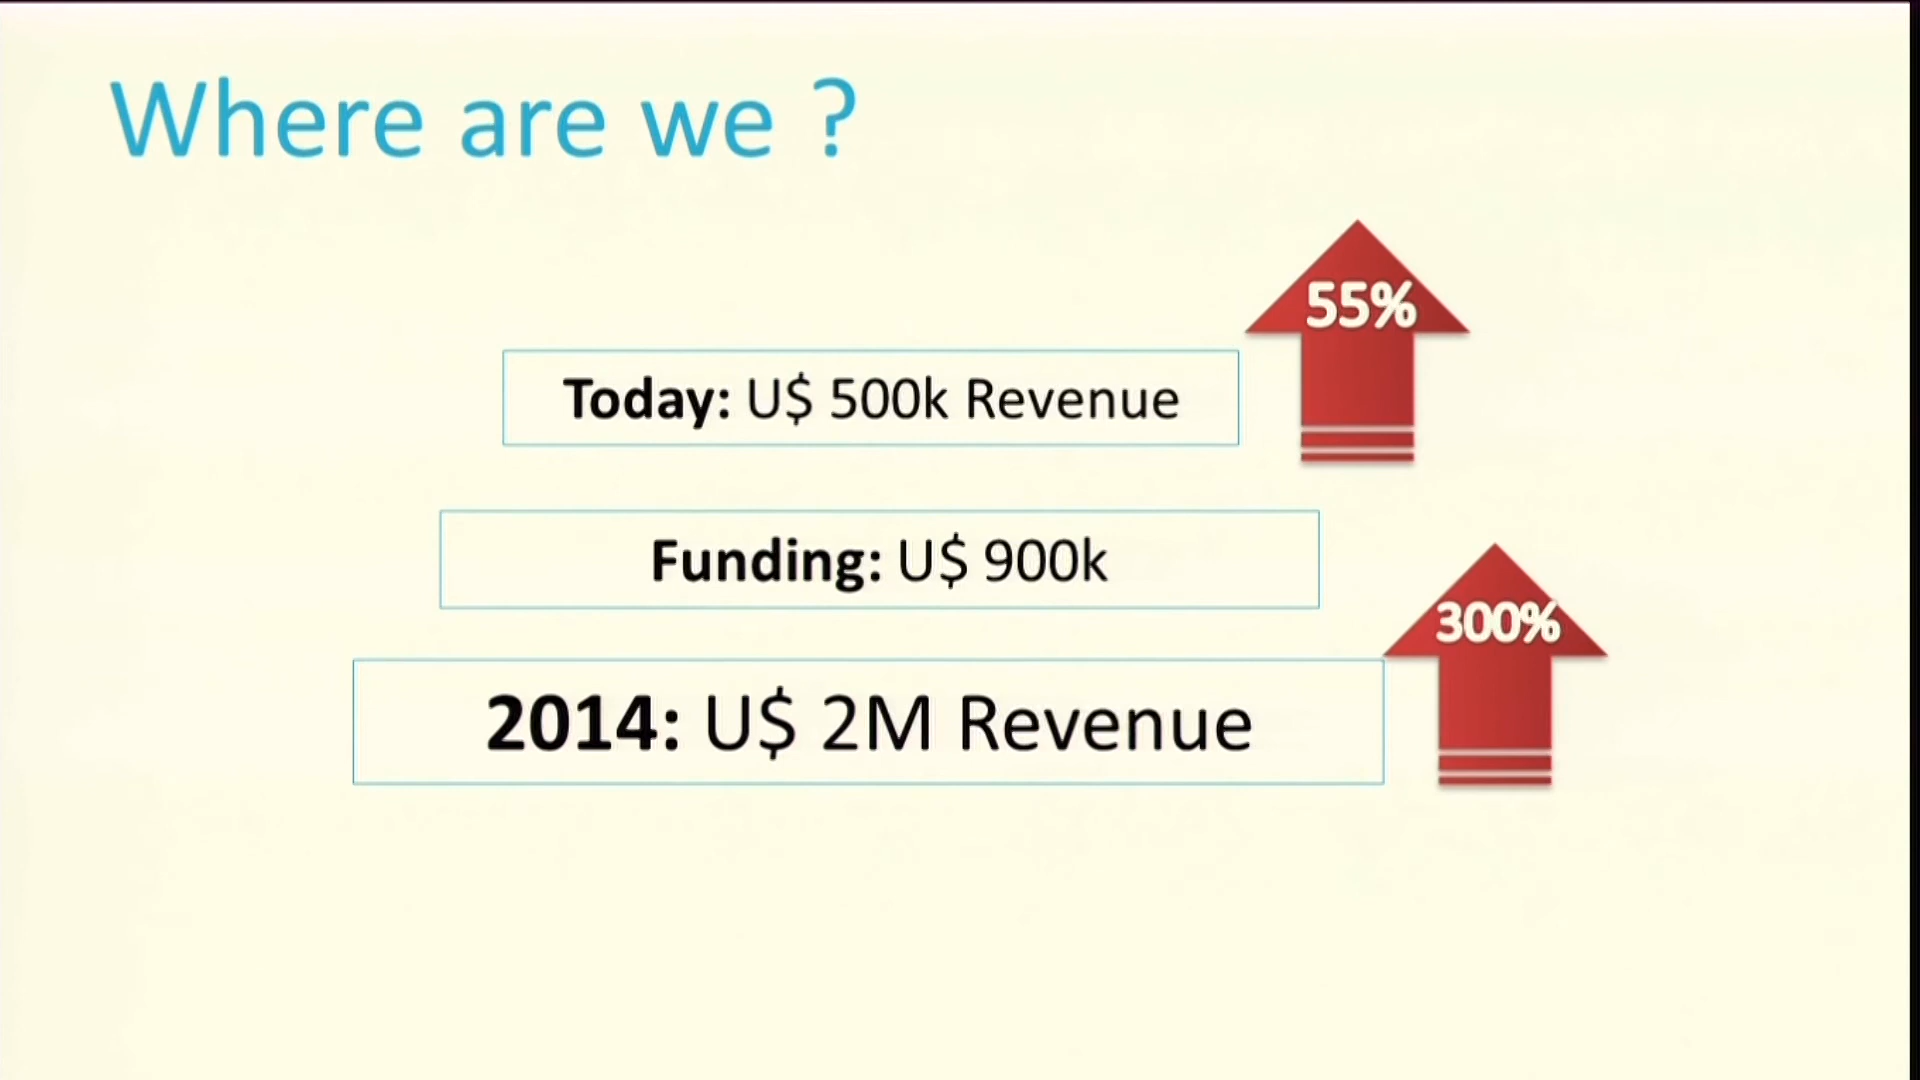 Where are we ?
55%
Today: U$ 500k Revenue
Funding: U$ 900k
300%
2014: U$ 2M Revenue